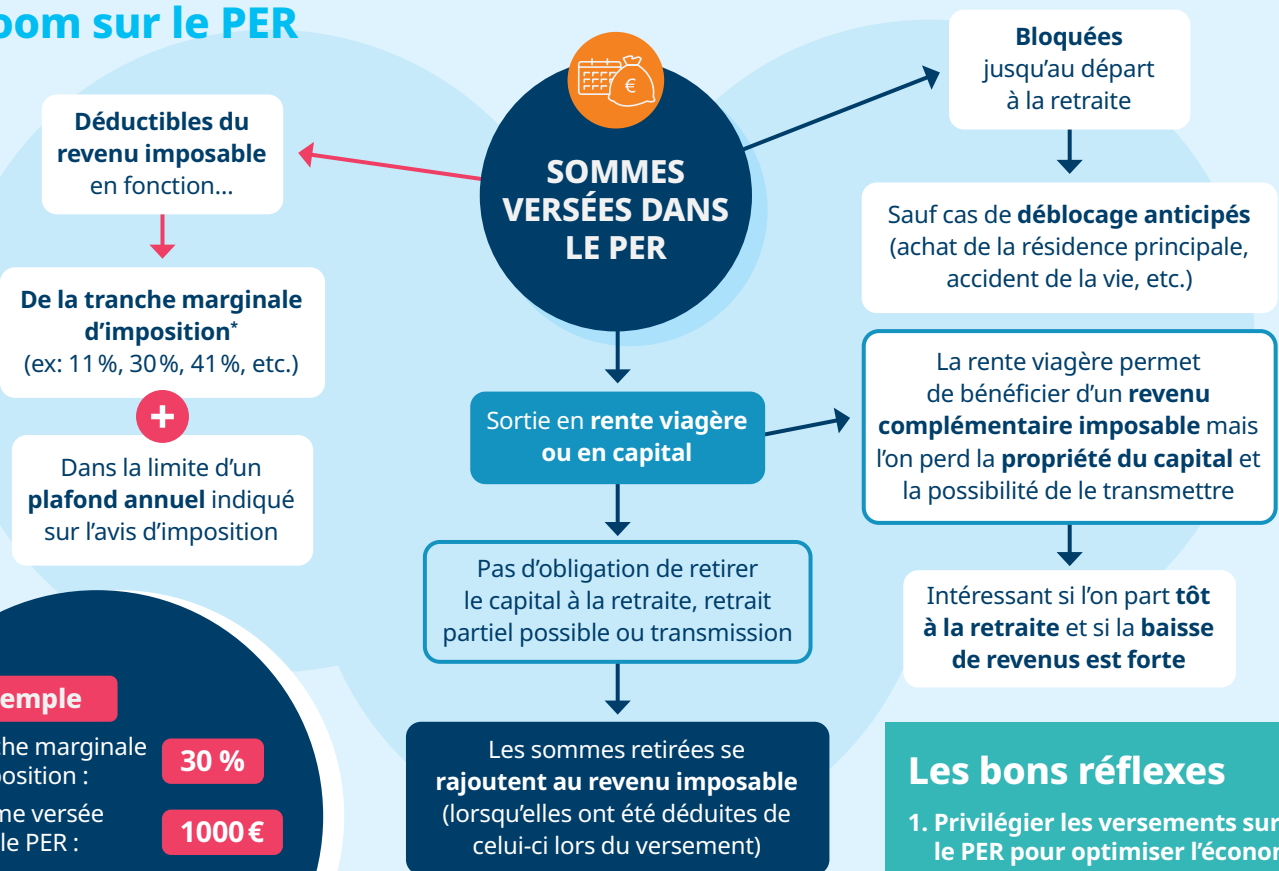 oom sur le PER
Déductibles du
revenu imposable
en fonction...
De la tranche marginale
d'imposition*
(ex: 11 %, 30 %, 41 %, etc.)
+
Dans la limite d'un
plafond annuel indiqué
sur l'avis d'imposition
emple
che marginale
position :
30 %
me versée
le PER :
1000 €
€
SOMMES
VERSÉES DANS
LE PER
Sortie en rente viagère
ou en capital
Pas d'obligation de retirer
le capital à la retraite, retrait
partiel possible ou transmission
Les sommes retirées se
rajoutent au revenu imposable
(lorsqu'elles ont été déduites de
celui-ci lors du versement)
Bloquées
jusqu'au départ
à la retraite
Sauf cas de déblocage anticipés
(achat de la résidence principale,
accident de la vie, etc.)
La rente viagère permet
de bénéficier d'un revenu
complémentaire imposable mais
l'on perd la propriété du capital et
la possibilité de le transmettre
Intéressant si l'on part tôt
à la retraite et si la baisse
de revenus est forte
Les bons réflexes
1. Privilégier les versements sur
le PER pour optimiser l'économ